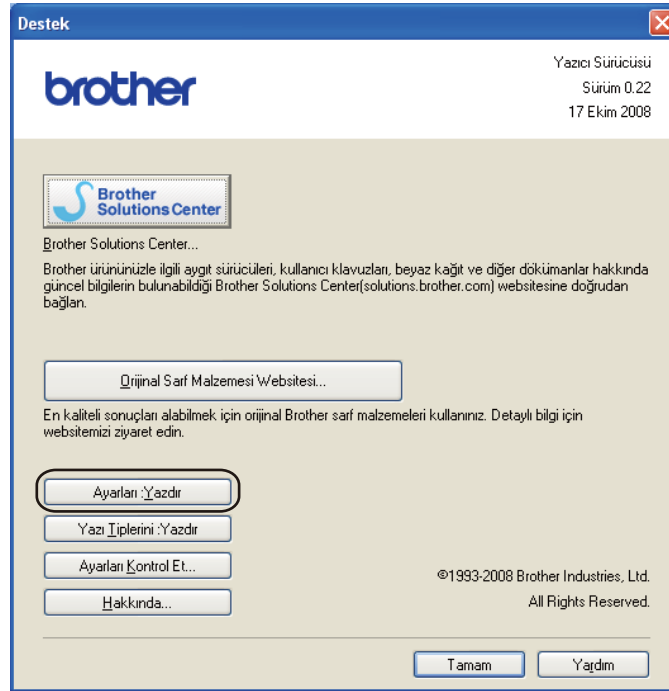 Destek
brother
Yazıcı Sürücüsü
Sürüm 0.22
17 Ekim 2008
Brother
Solutions Center
Brother Solutions Center...
Brother ürününüzle ilgili aygıt sürücüleri, kullanıcı klavuzları, beyaz kağıt ve diğer dökümanlar hakkında
güncel bilgilerin bulunabildiği Brother Solutions Center(solutions.brother.com) websitesine doğrudan
bağlan.
Orijinal Sarf Malzemesi Websitesi...
En kaliteli sonuçları alabilmek için orijinal Brother sarf malzemeleri kullanınız. Detaylı bilgi için
websitemizi ziyaret edin.
Ayarları :Yazdır
Yazı Tiplerini :Yazdır
Ayarları Kontrol Et...
Hakkında...
©1993-2008 Brother Industries, Ltd.
All Rights Reserved.
Tamam
Yardım